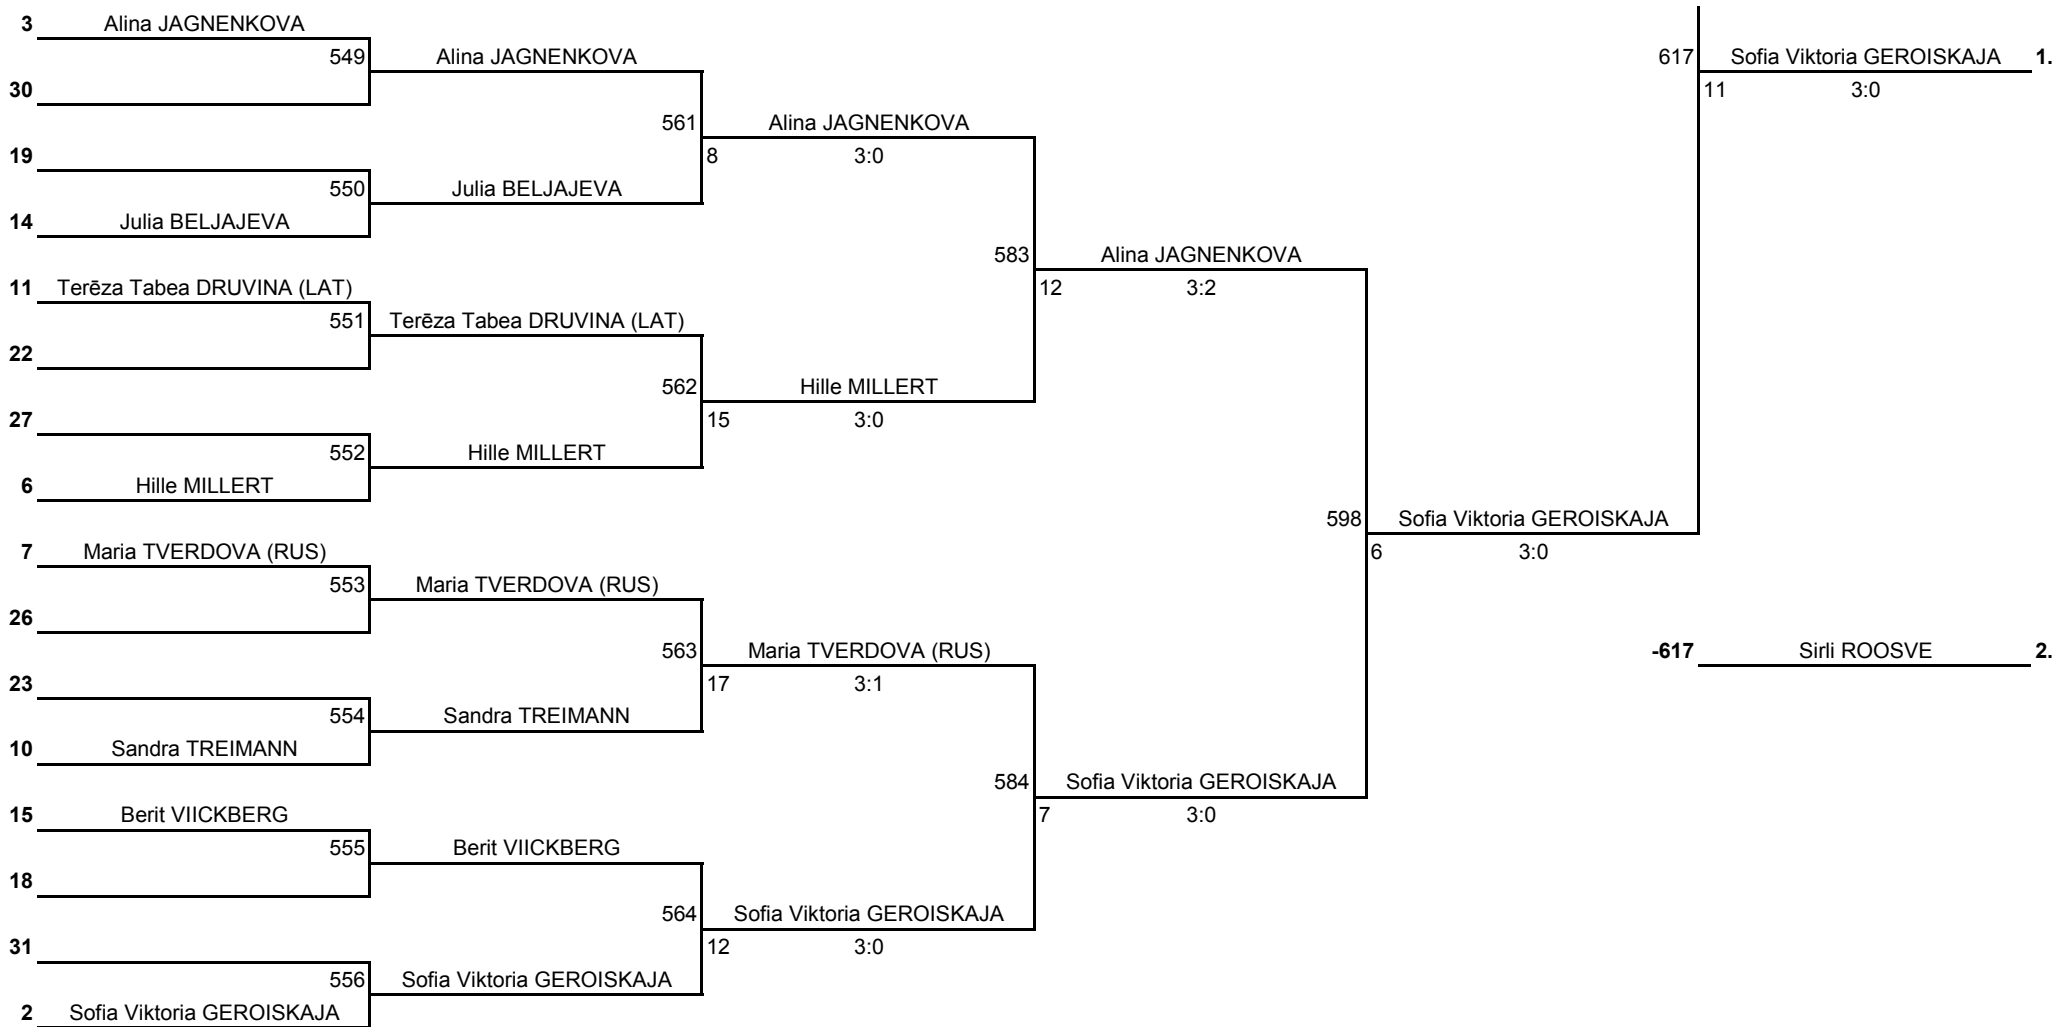 3 Alina JAGNENKOVA
549 Alina JAGNENKOVA 617 Sofia Viktoria GEROISKAJA 1.
30 11 3:0
561 Alina JAGNENKOVA
19 8 3:0
550 Julia BELJAJEVA
14 Julia BELJAJEVA
583 Alina JAGNENKOVA
11 Terēza Tabea DRUVINA (LAT) 12 3:2
551 Terēza Tabea DRUVINA (LAT)
22
562 Hille MILLERT
27 15 3:0
552 Hille MILLERT
6 Hille MILLERT
598 Sofia Viktoria GEROISKAJA
7 Maria TVERDOVA (RUS) 6 3:0
553 Maria TVERDOVA (RUS)
26
563 Maria TVERDOVA (RUS) -617 Sirli ROOSVE 2.
23 17 3:1
554 Sandra TREIMANN
10 Sandra TREIMANN
584 Sofia Viktoria GEROISKAJA
15 Berit VIICKBERG 7 3:0
555 Berit VIICKBERG
18
564 Sofia Viktoria GEROISKAJA
31 12 3:0
556 Sofia Viktoria GEROISKAJA
2 Sofia Viktoria GEROISKAJA